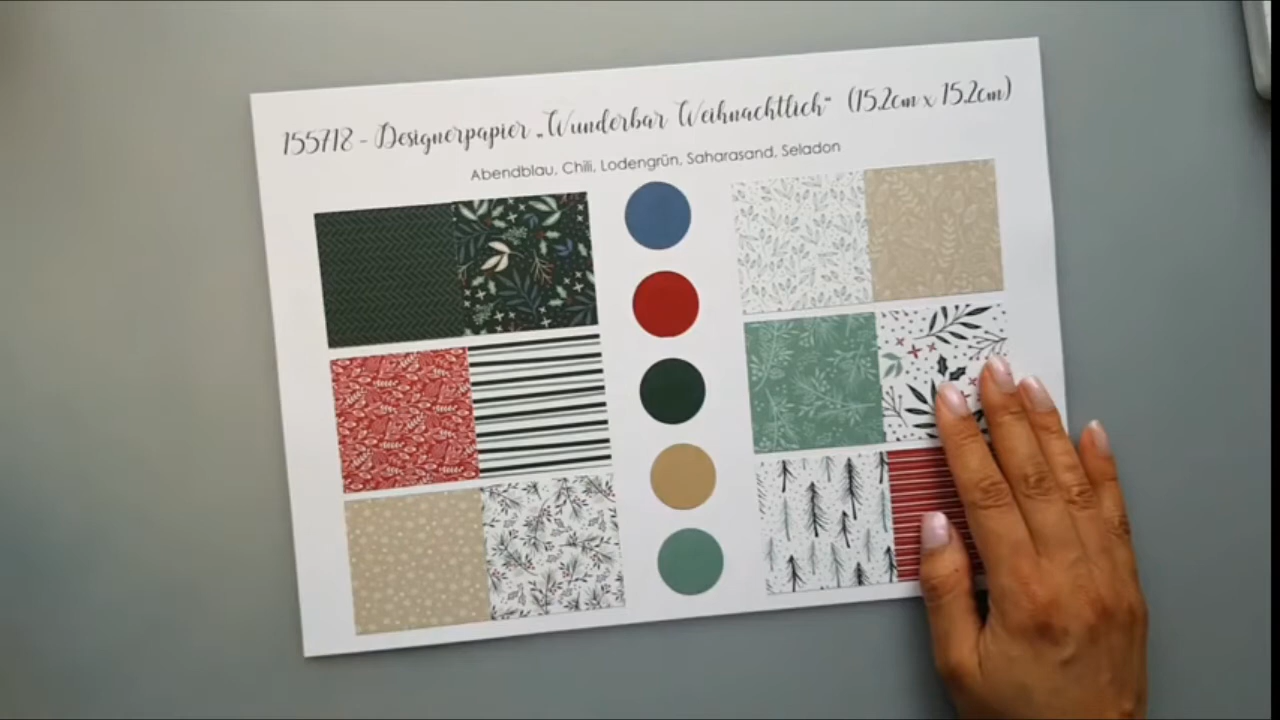 155718 - Designerpapier „Wunderbar Weihnachtlich“ (15.2cm x 15.2cm)
Abendblau, Chili, Lodengrün, Saharasand, Seladon